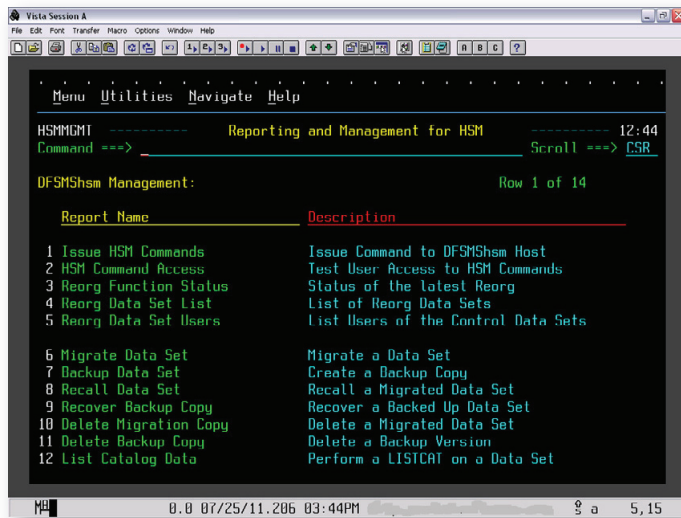 Vista Session A
File Edit Font Transfer Macro Options Window Help
A B C ?
Menu Utilities Navigate Help
HSMMGMT ---------- Reporting and Management for HSM ---------- 12:44
Command ===> _ Scroll ===> CSR
DFSMShsm Management: Row 1 of 14
Report Name Description
1 Issue HSM Commands Issue Command to DFSMShsm Host
2 HSM Command Access Test User Access to HSM Commands
3 Reorg Function Status Status of the latest Reorg
4 Reorg Data Set List List of Reorg Data Sets
5 Reorg Data Set Users List Users of the Control Data Sets
6 Migrate Data Set Migrate a Data Set
7 Backup Data Set Create a Backup Copy
8 Recall Data Set Recall a Migrated Data Set
9 Recover Backup Copy Recover a Backed Up Data Set
10 Delete Migration Copy Delete a Migrated Data Set
11 Delete Backup Copy Delete a Backup Version
12 List Catalog Data Perform a LISTCAT on a Data Set
0.0 07/25/11.206 03:44PM a 5,15